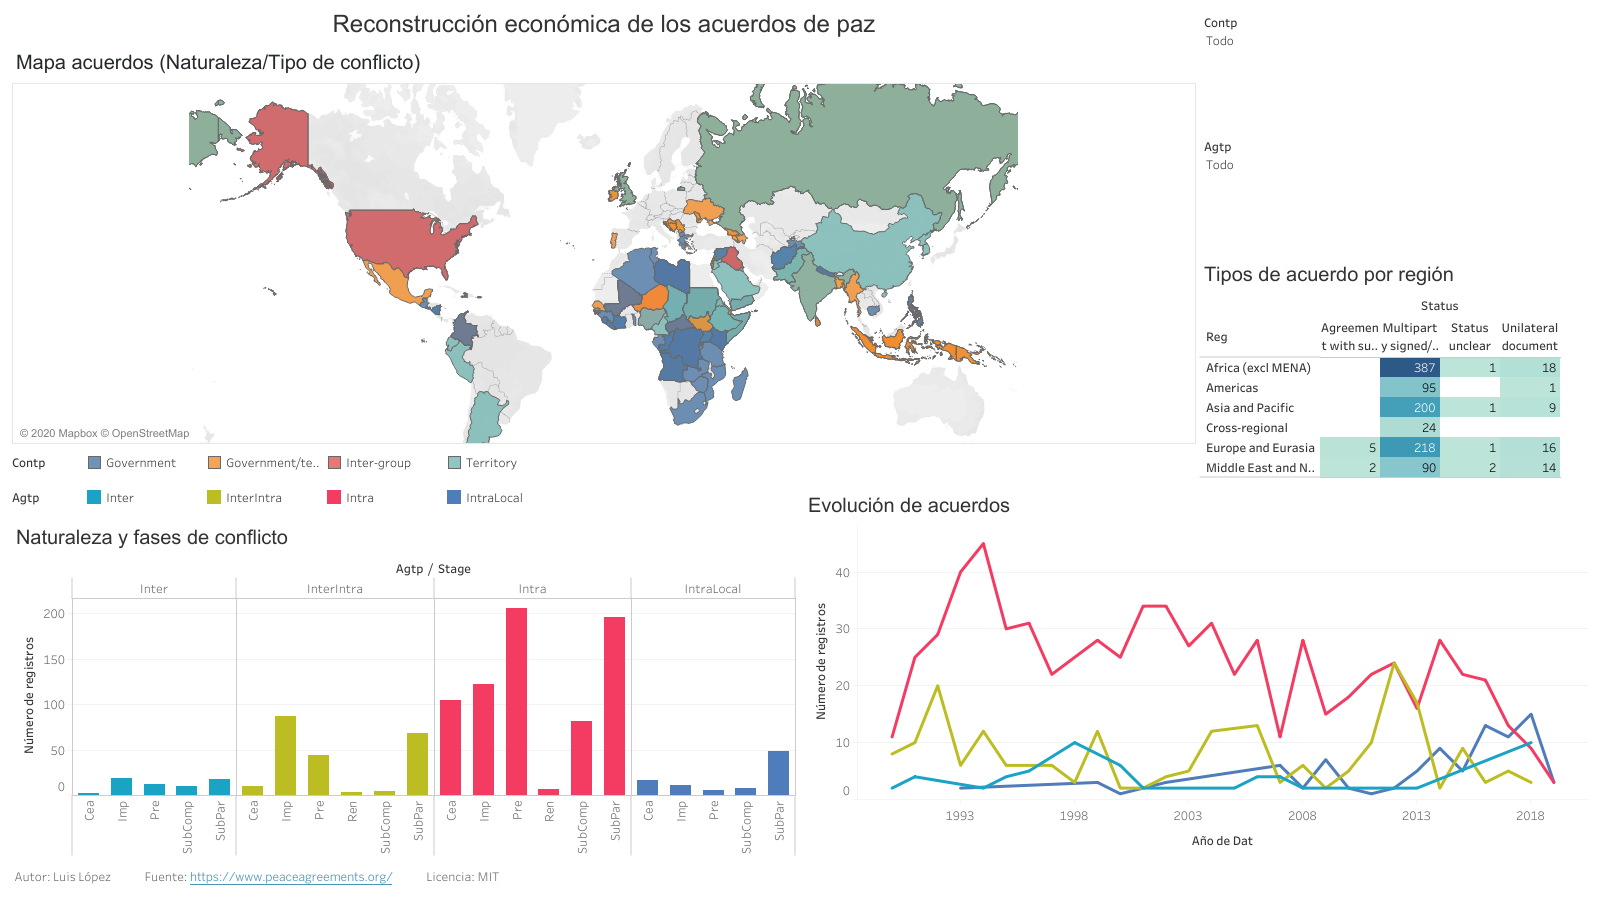 Reconstrucción económica de los acuerdos de paz
Contp
Todo
Mapa acuerdos (Naturaleza/Tipo de conflicto)
Agtp
Todo
© 2020 Mapbox © OpenStreetMap
Contp Government Government/te.. Inter-group Territory
Agtp Inter InterIntra Intra IntraLocal
Tipos de acuerdo por región
Status
Reg
Agreemen Multipart Status Unilateral
t with su.. y signed/.. unclear document
Africa (excl MENA) 387 1 18
Americas 95 1
Asia and Pacific 200 1 9
Cross-regional 24
Europe and Eurasia 5 218 1 16
Middle East and N.. 2 90 2 14
Naturaleza y fases de conflicto
Agtp / Stage
Inter InterIntra Intra IntraLocal
Número de registros
200
150
100
50
0
Cea Imp Pre SubComp SubPar Cea Imp Pre Ren SubComp SubPar Cea Imp Pre Ren SubComp SubPar Cea Imp Pre SubComp SubPar
Evolución de acuerdos
Número de registros
40
30
20
10
0
1993 1998 2003 2008 2013 2018
Año de Dat
Autor: Luis López Fuente: https://www.peaceagreements.org/ Licencia: MIT